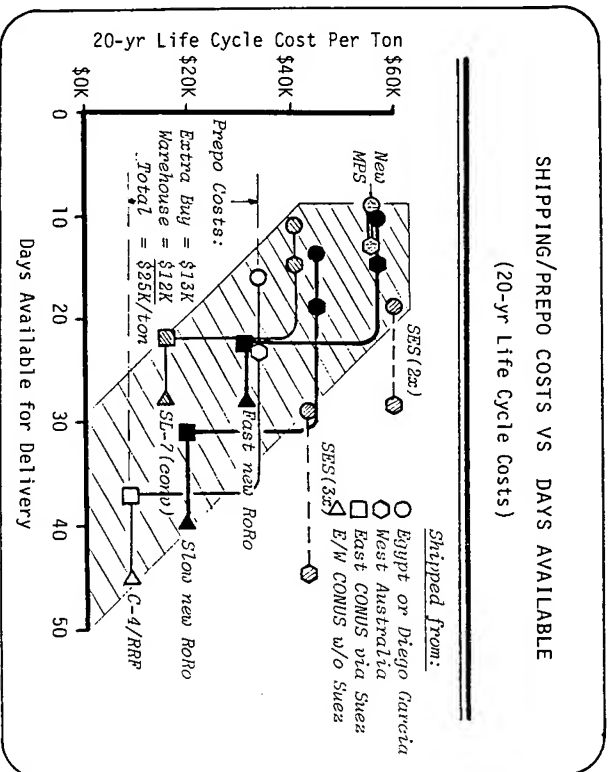 SHIPPING/PREPO COSTS VS DAYS AVAILABLE
(20-yr Life Cycle Costs)
20-yr Life Cycle Cost Per Ton
$60K
$40K
$20K
$0K
Shipped from:
Egypt or Diego Garcia
West Australia
East CONUS via Suez
E/W CONUS w/o Suez
New
MPS
SES(2x)
SES(3x)
Prepo Costs:
Extra Buy = $13K
Warehouse = $12K
Total = $25K/ton
Fast new RoRo
SL-7(conv)
Slow new RoRo
C-4/RRF
0
10
20
30
40
50
Days Available for Delivery